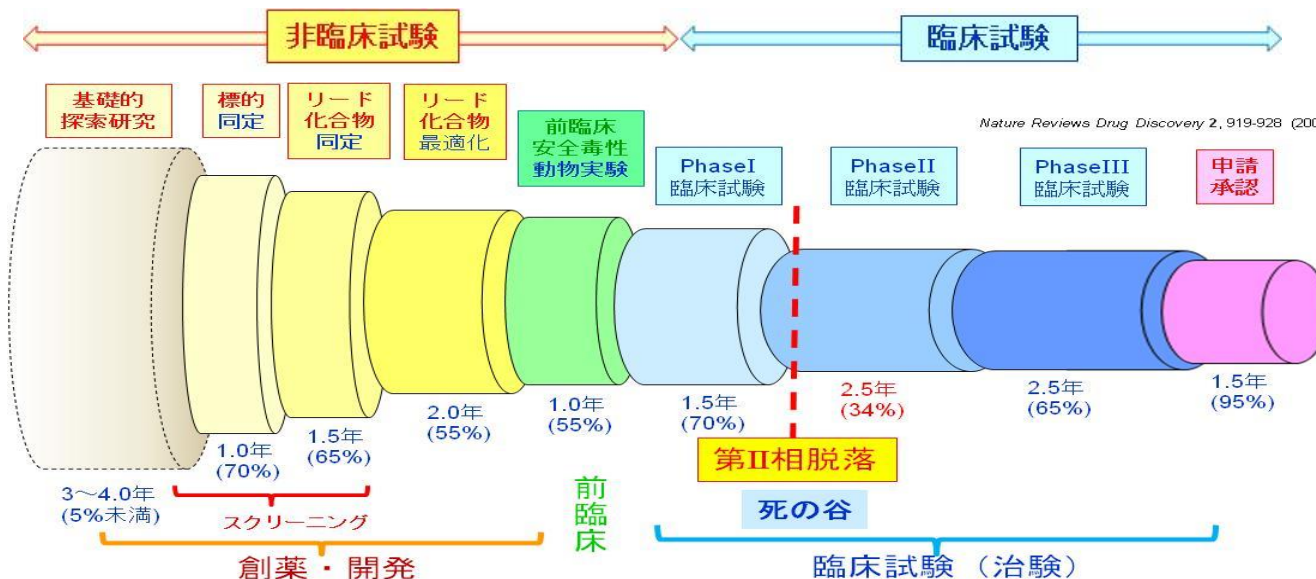 非臨床試験
臨床試験
基礎的
探索研究
標的
同定
リード
化合物
同定
リード
化合物
最適化
前臨床
安全毒性
動物実験
Nature Reviews Drug Discovery 2, 919-928 (200
PhaseI
臨床試験
PhaseII
臨床試験
PhaseIII
臨床試験
申請
承認
3～4.0年
(5%未満)
1.0年
(70%)
1.5年
(65%)
2.0年
(55%)
1.0年
(55%)
1.5年
(70%)
2.5年
(34%)
2.5年
(65%)
1.5年
(95%)
スクリーニング
第II相脱落
死の谷
前臨床
創薬・開発
臨床試験（治験）